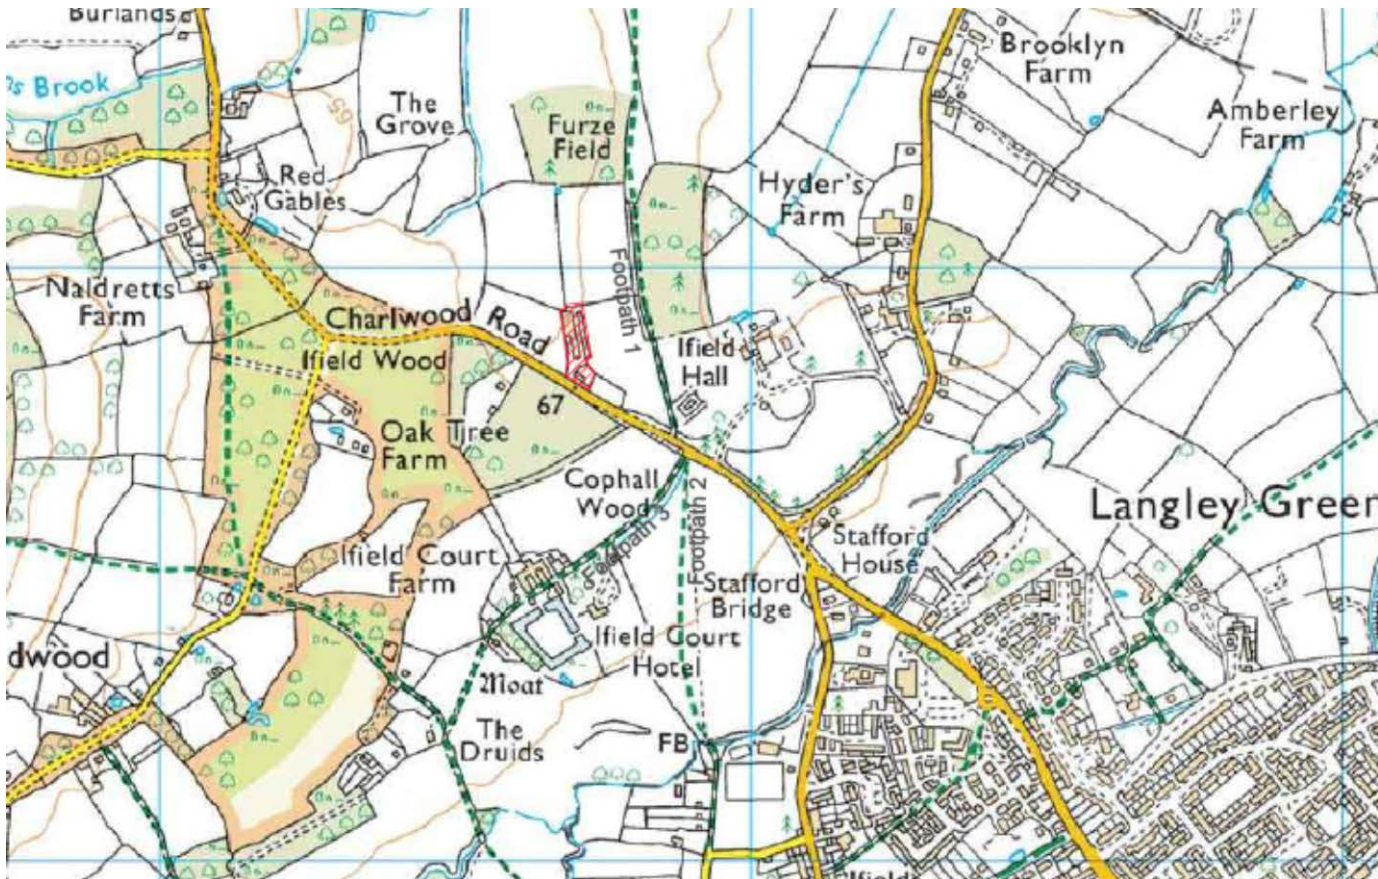 Burlands
s Brook
The
Grove
Furze
Field
Brooklyn
Farm
Amberley
Farm
65
Red
Gables
Hyder's
Farm
Footpath 1
Naldretts
Farm
Charlwood Road
Ifield Wood
Ifield
Hall
67
Oak Tree
Farm
Cophall
Wood
Footpath 2
Footpath 3
Langley Green
Stafford
House
Ifield Court
Farm
Stafford
Bridge
Ifield Court
Hotel
dwood
Moat
The
Druids
FB
Ifield